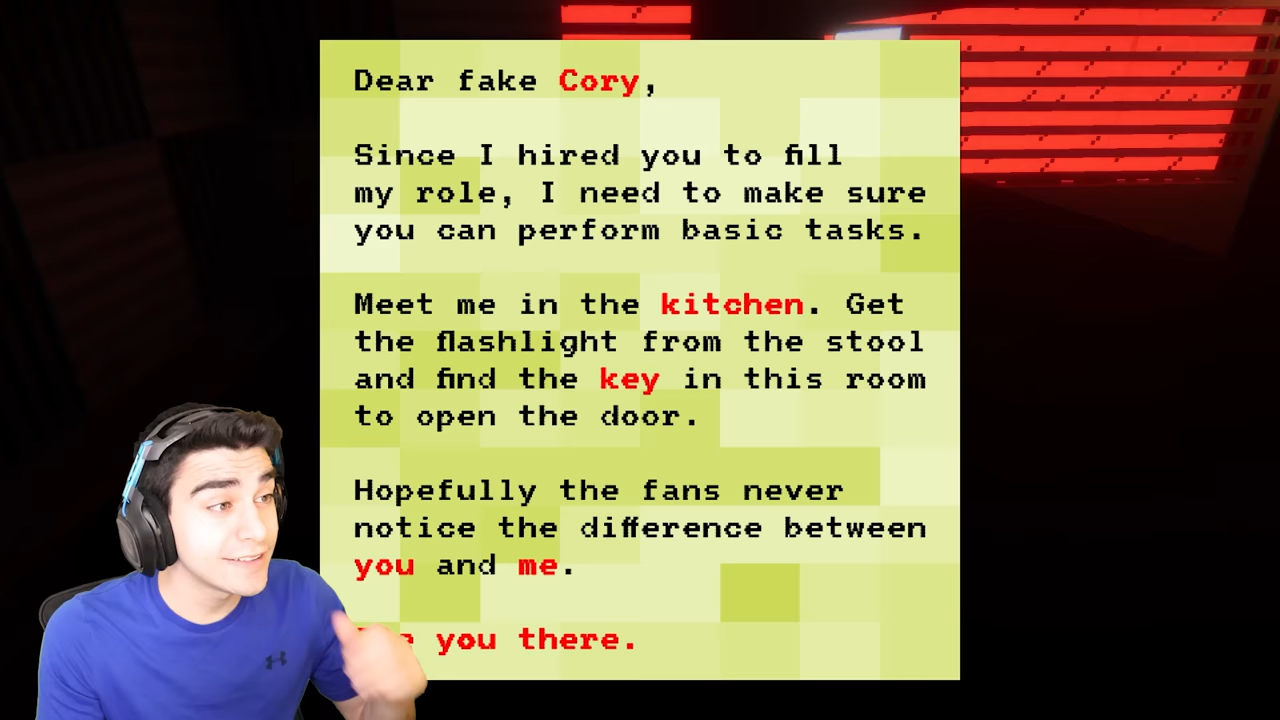 Dear fake Cory,
Since I hired you to fill
my role, I need to make sure
you can perform basic tasks.
Meet me in the kitchen. Get
the flashlight from the stool
and find the key in this room
to open the door.
Hopefully the fans never
notice the difference between
you and me.
you there.